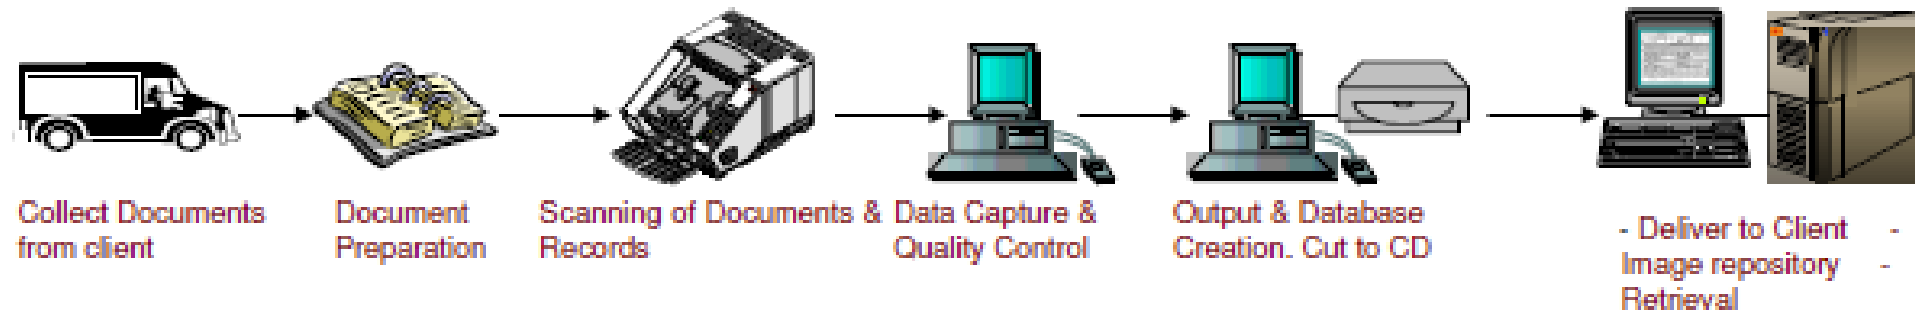 Collect Documents
from client
Document
Preparation
Scanning of Documents &
Records
Data Capture &
Quality Control
Output & Database
Creation. Cut to CD
- Deliver to Client -
Image repository -
Retrieval